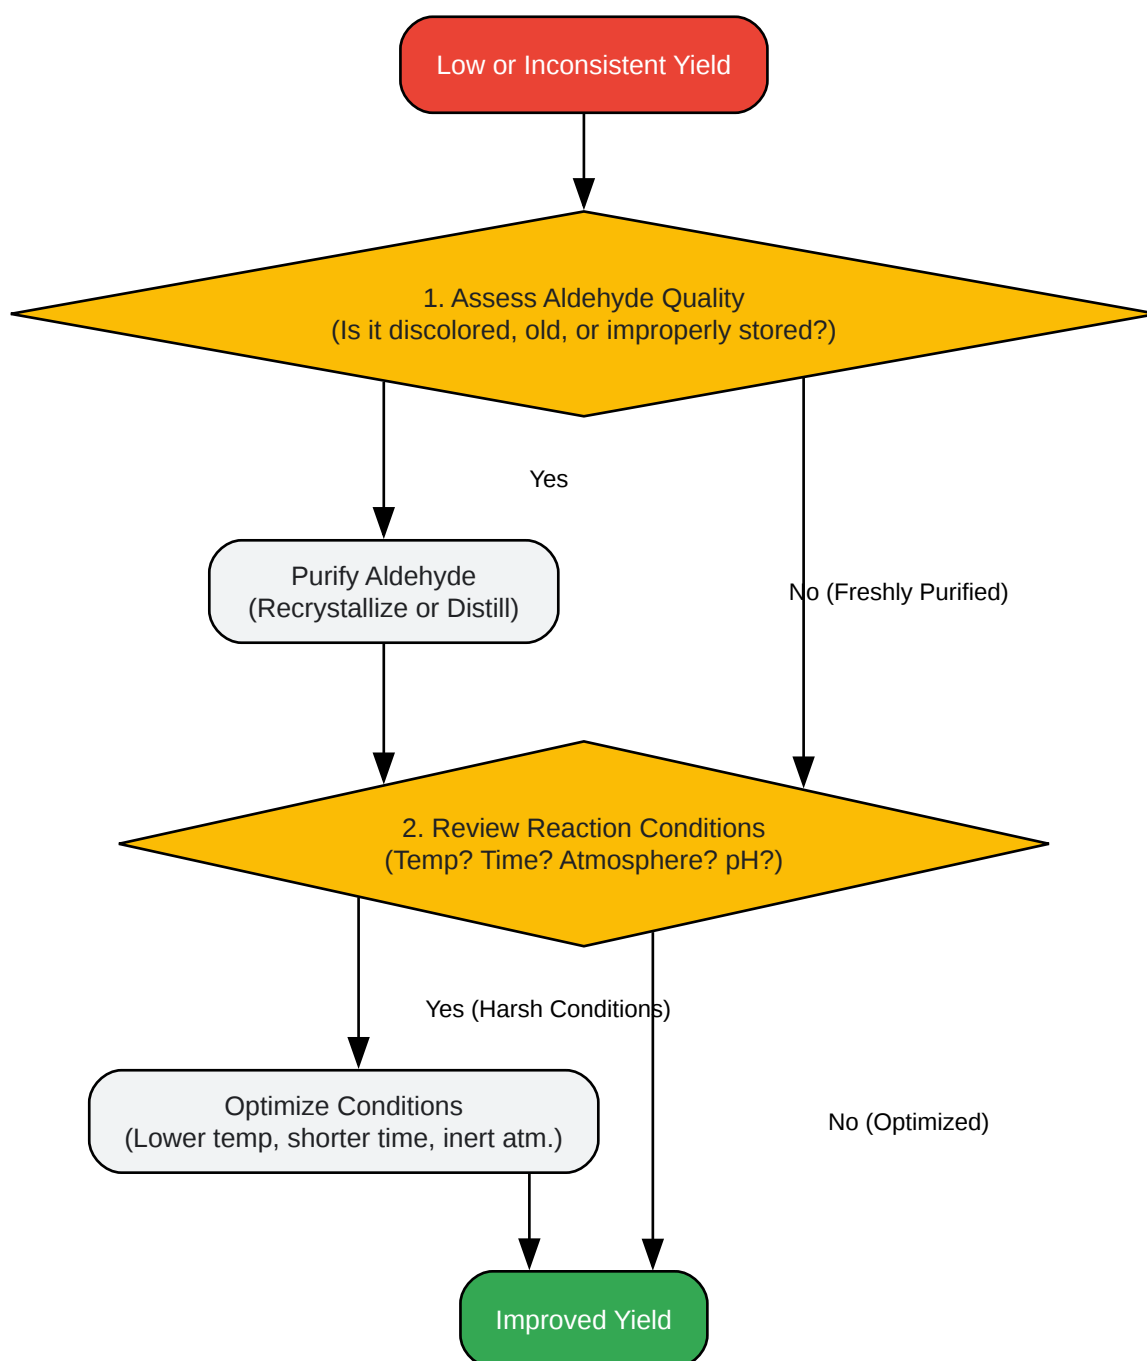 Low or Inconsistent Yield
1. Assess Aldehyde Quality
(Is it discolored, old, or improperly stored?)
Yes
Purify Aldehyde
(Recrystallize or Distill)
No (Freshly Purified)
2. Review Reaction Conditions
(Temp? Time? Atmosphere? pH?)
Yes (Harsh Conditions)
Optimize Conditions
(Lower temp, shorter time, inert atm.)
No (Optimized)
Improved Yield